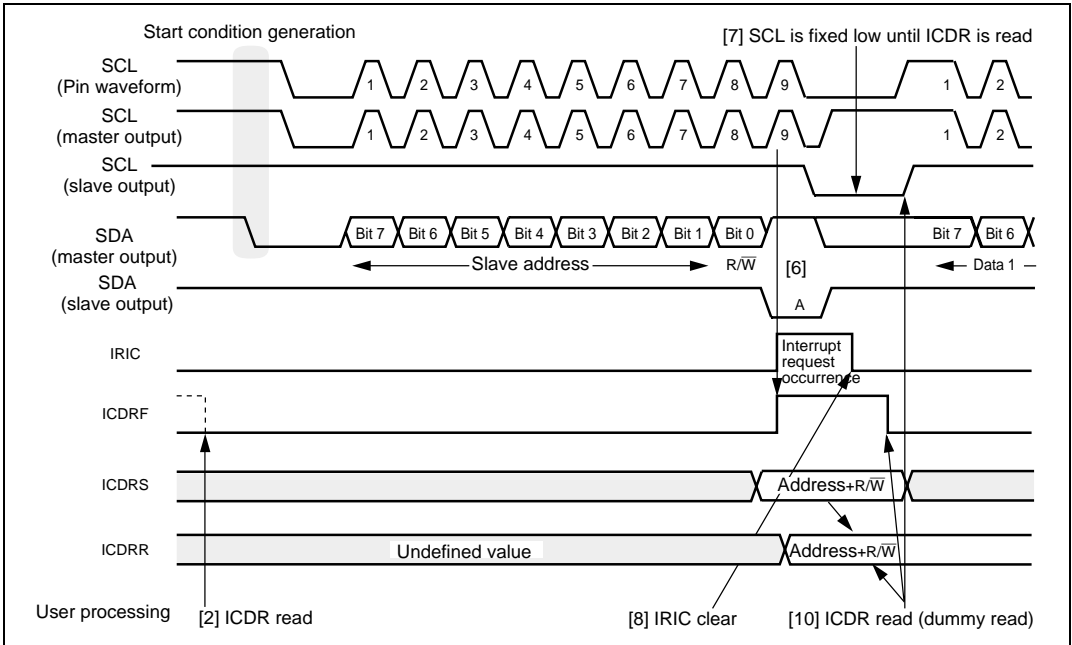 Start condition generation
[7] SCL is fixed low until ICDR is read
SCL
(Pin waveform)
1 2 3 4 5 6 7 8 9 1 2
SCL
(master output)
1 2 3 4 5 6 7 8 9 1 2
SCL
(slave output)
SDA
(master output)
Bit 7 Bit 6 Bit 5 Bit 4 Bit 3 Bit 2 Bit 1 Bit 0 Bit 7 Bit 6
Slave address R/W̅ [6] Data 1
SDA
(slave output)
A
IRIC
Interrupt
request
occurrence
ICDRF
ICDRS
Address+R/W̅
ICDRR
Undefined value
Address+R/W̅
User processing
[2] ICDR read
[8] IRIC clear
[10] ICDR read (dummy read)